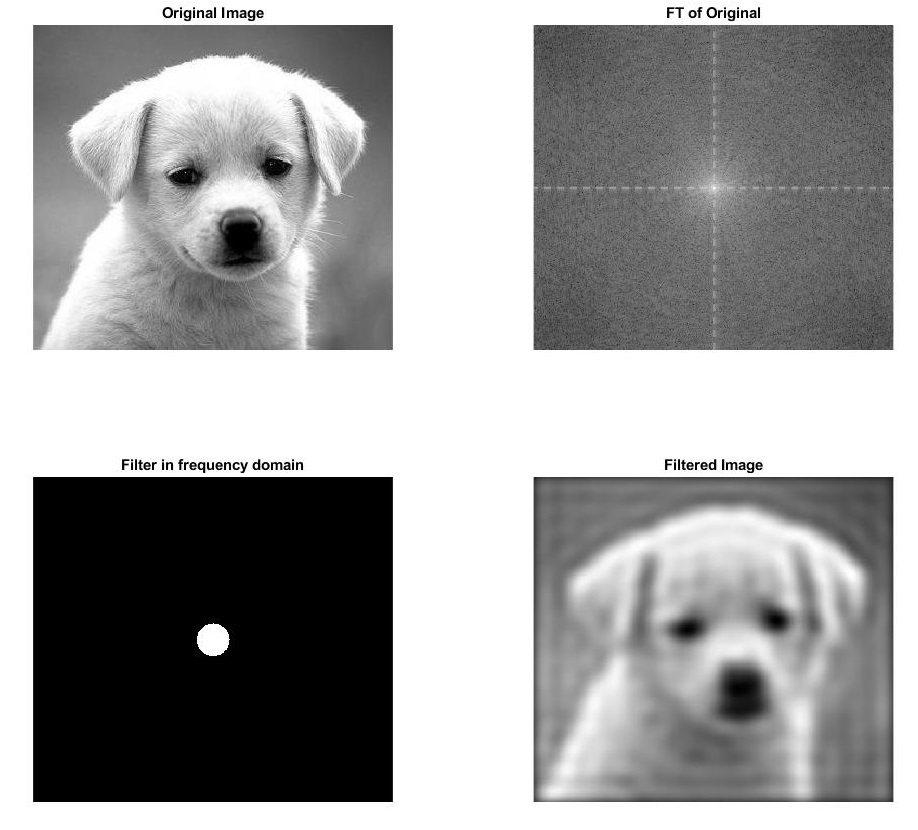 Original Image
FT of Original
Filter in frequency domain
Filtered Image